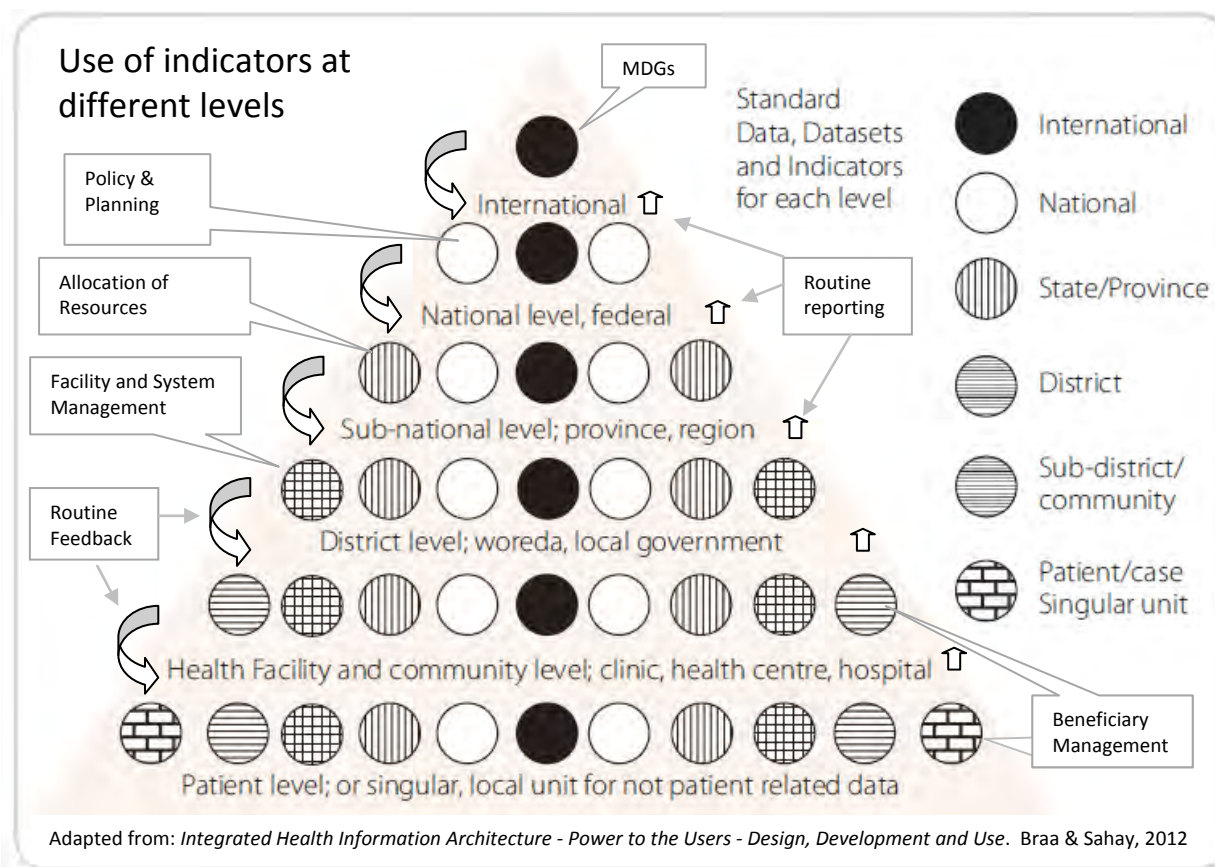 Use of indicators at
different levels
MDGs
Standard
Data, Datasets
and Indicators
for each level
International
National
State/Province
District
Sub-district/
community
Patient/case
Singular unit
Policy &
Planning
International
Allocation of
Resources
National level, federal
Routine
reporting
Facility and System
Management
Sub-national level; province, region
Routine
Feedback
District level; woreda, local government
Health Facility and community level; clinic, health centre, hospital
Beneficiary
Management
Patient level; or singular, local unit for not patient related data
Adapted from: Integrated Health Information Architecture - Power to the Users - Design, Development and Use. Braa & Sahay, 2012